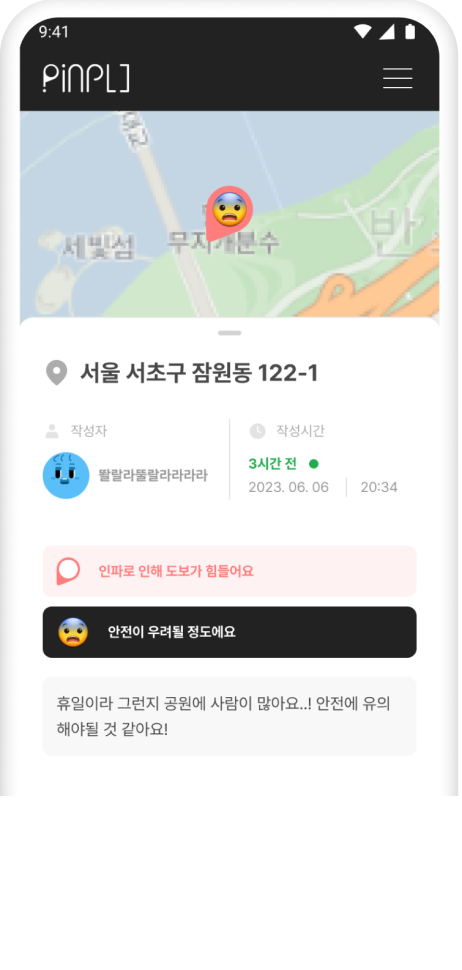 9:41
PiNPLJ
세빛섬
무지개분수
반
서울 서초구 잠원동 122-1
작성자
작성시간
똴랄라뚤랄라라라라
3시간 전
2023. 06. 06
20:34
인파로 인해 도보가 힘들어요
안전이 우려될 정도에요
휴일이라 그런지 공원에 사람이 많아요..! 안전에 유의
해야될 것 같아요!